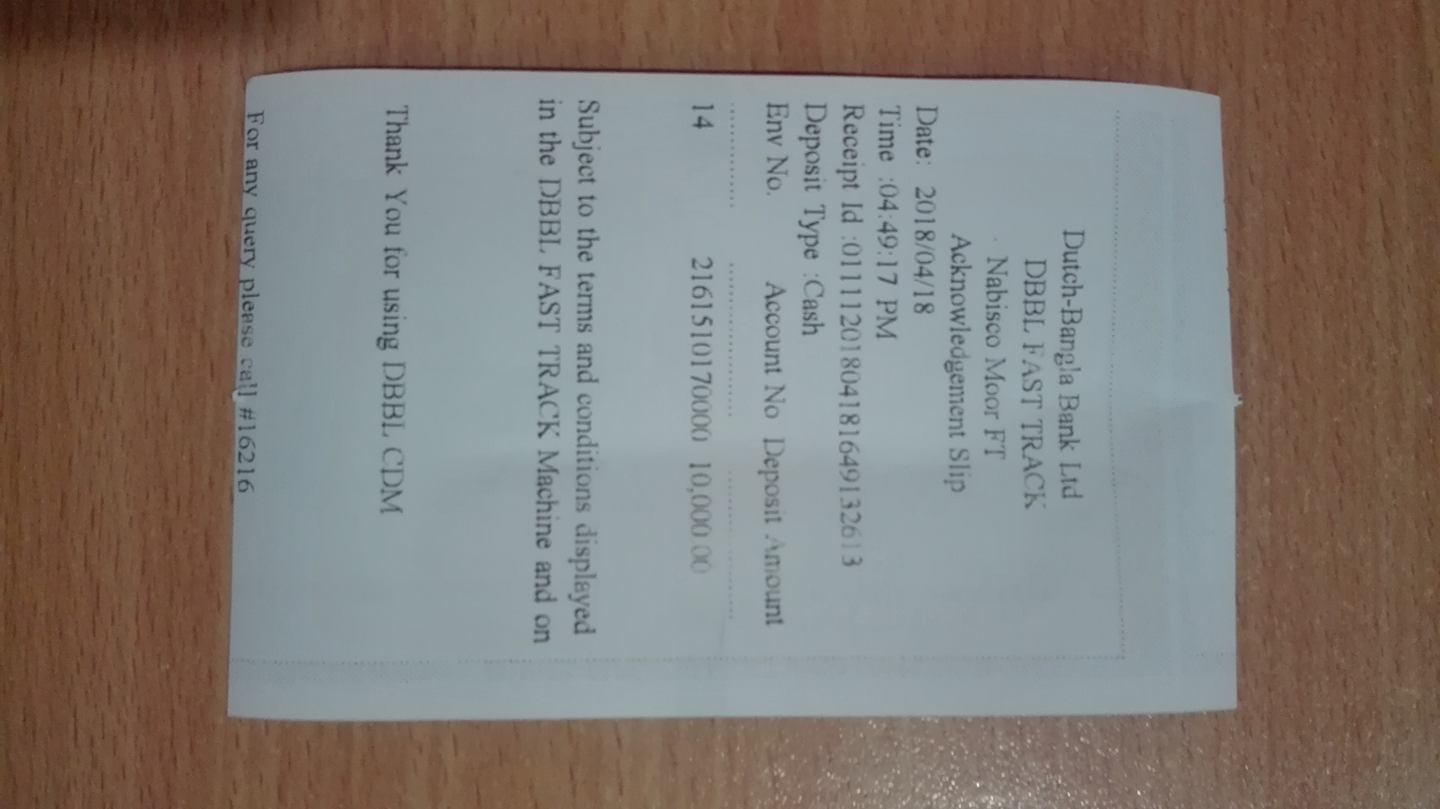 Dutch-Bangla Bank Ltd
DBBL FAST TRACK
Nabisco Moor FT
Acknowledgement Slip
Date: 2018/04/18
Time :04:49:17 PM
Receipt Id :01111201804181649132613
Deposit Type :Cash
Env No. Account No Deposit Amount
14 2161510170000 10,000.00
Subject to the terms and conditions displayed
in the DBBL FAST TRACK Machine and on
Thank You for using DBBL CDM
For any query please call #16216